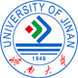 UNIVERSITY OF JINAN
1948
济南大学